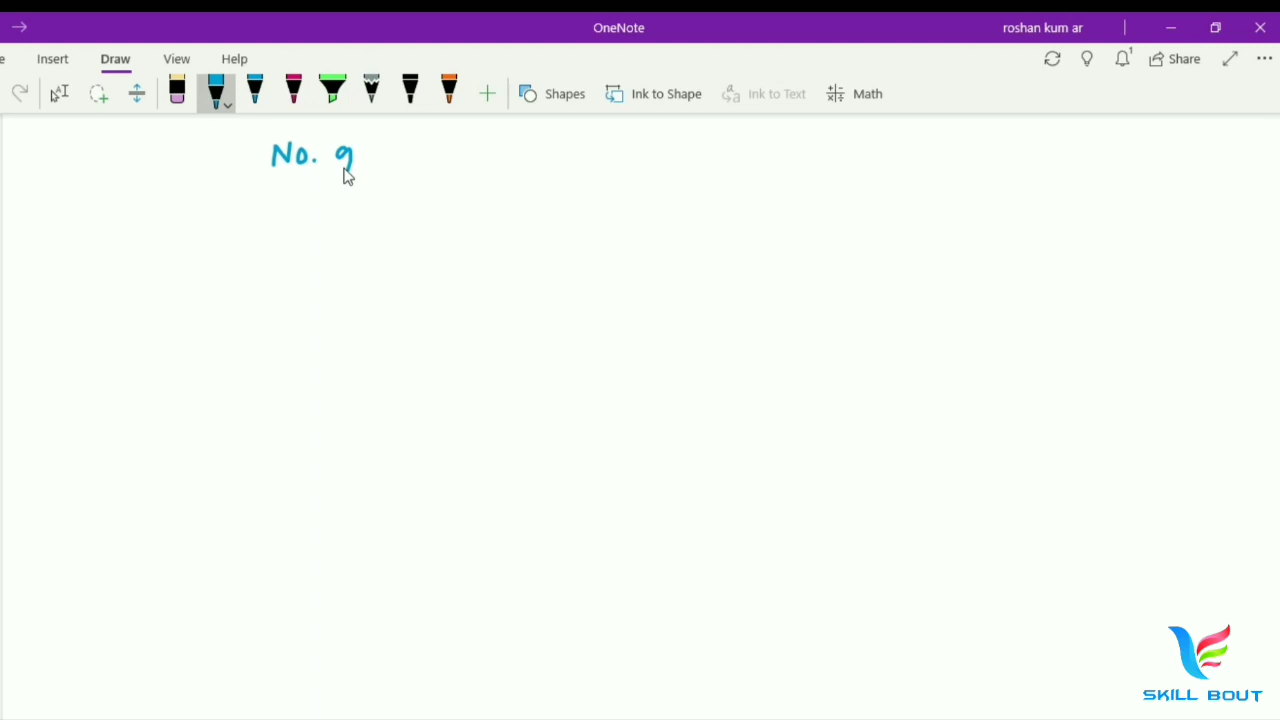 OneNote
roshan kum ar
e Insert Draw View Help
1 Share
Shapes Ink to Shape Ink to Text Math
No. 9
SKILL BOUT